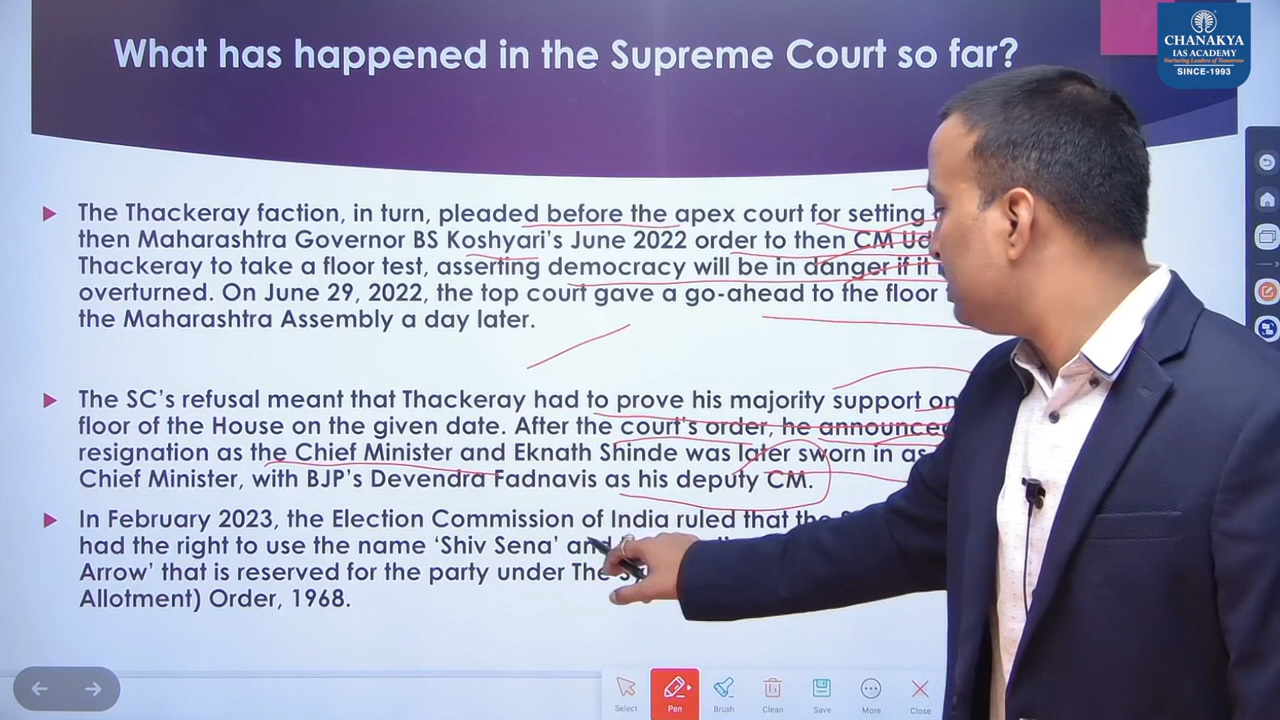 What has happened in the Supreme Court so far?
CHANAKYA
IAS ACADEMY
Nurturing Leaders of Tomorrow
SINCE-1993
The Thackeray faction, in turn, pleaded before the apex court for setting
then Maharashtra Governor BS Koshyari's June 2022 order to then CM
Thackeray to take a floor test, asserting democracy will be in danger if it
overturned. On June 29, 2022, the top court gave a go-ahead to the floor
the Maharashtra Assembly a day later.
The SC's refusal meant that Thackeray had to prove his majority support on
floor of the House on the given date. After the court's order, he announced
resignation as the Chief Minister and Eknath Shinde was later sworn in as
Chief Minister, with BJP's Devendra Fadnavis as his deputy CM.
In February 2023, the Election Commission of India ruled that the
had the right to use the name 'Shiv Sena' and
Arrow' that is reserved for the party under The
Allotment) Order, 1968.
Select Pen Brush Clean Save More Close